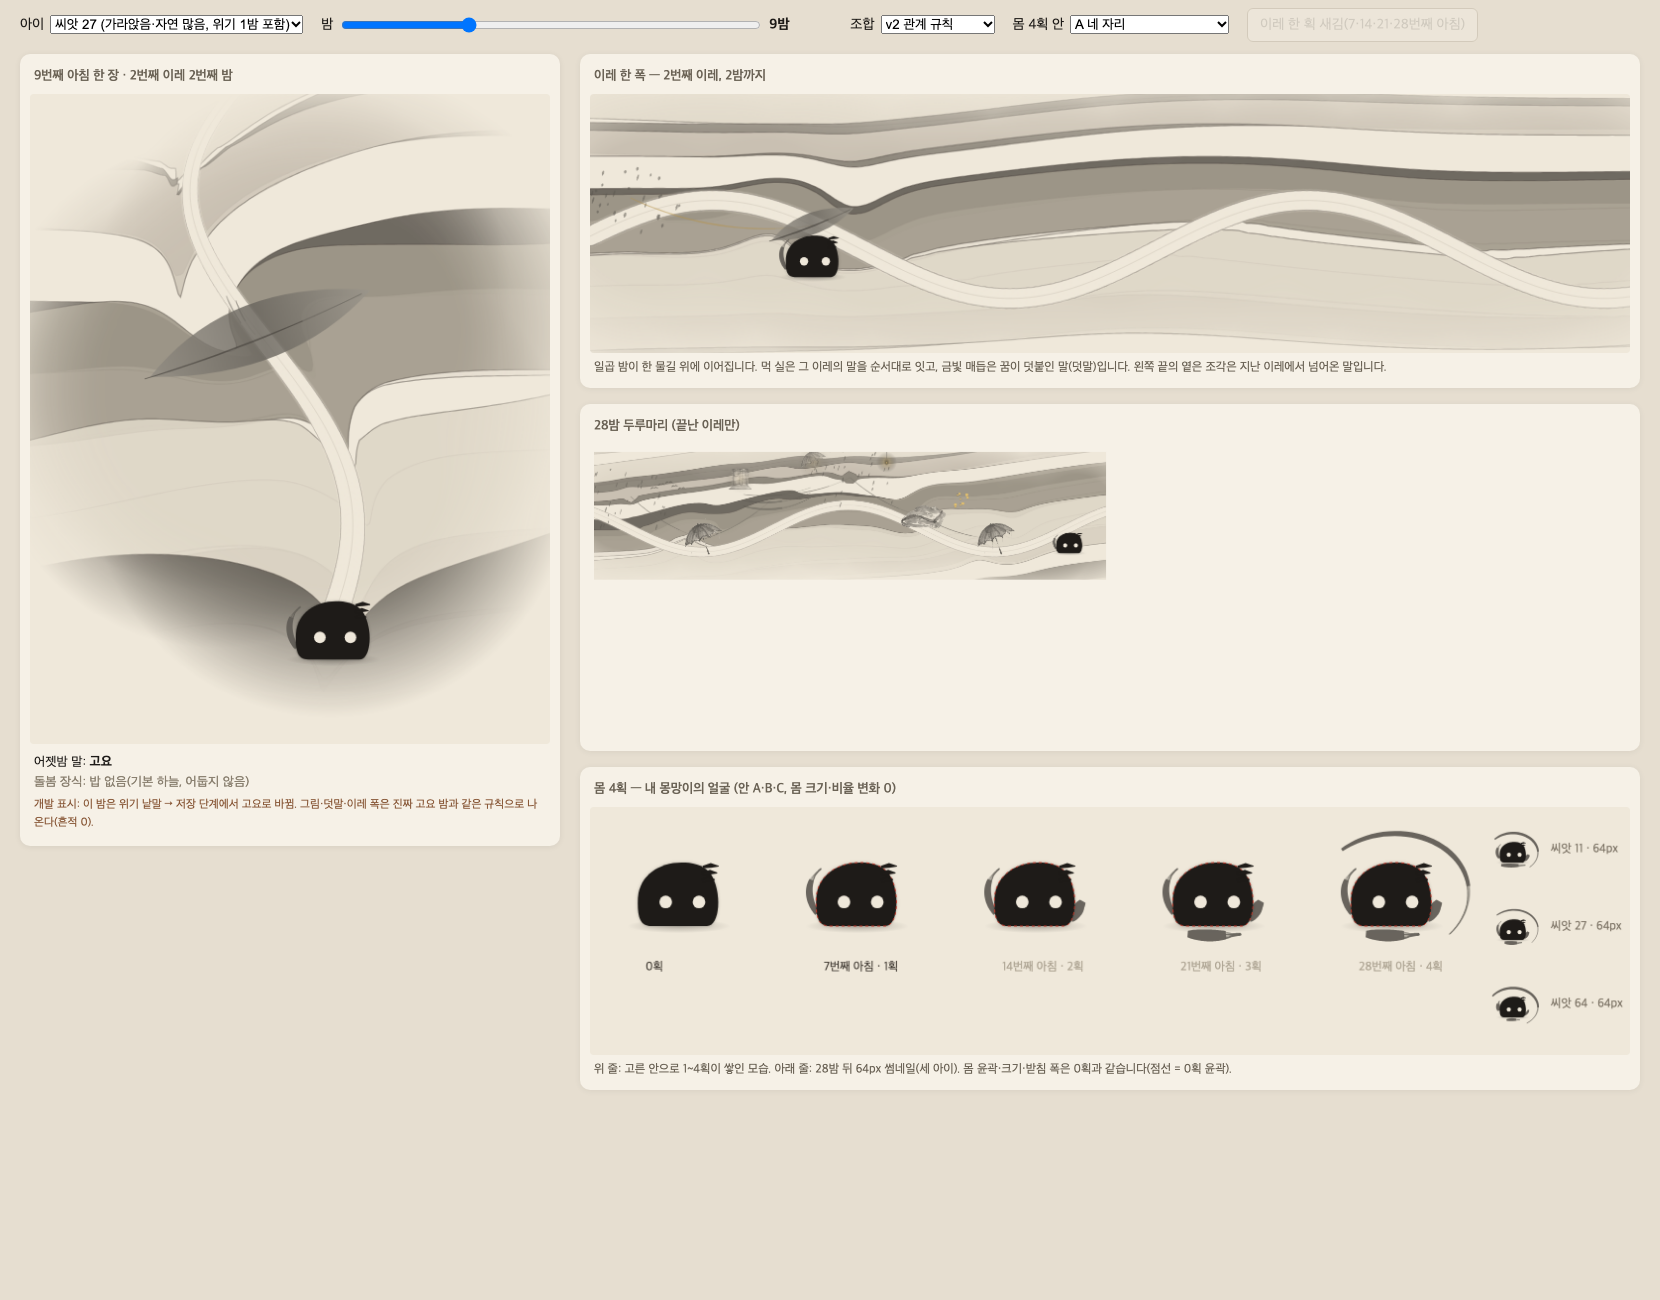 아이 씨앗 27 (가라앉음·자연 많음, 위기 1밤 포함) 밤 9밤 조합 v2 관계 규칙 몸 4획 안 A 네 자리 이레 한 획 새김(7·14·21·28번째 아침)
9번째 아침 한 장 · 2번째 이레 2번째 밤
어젯밤 말: 고요
돌봄 장식: 밥 없음(기본 하늘, 어둡지 않음)
개발 표시: 이 밤은 위기 낱말 → 저장 단계에서 고요로 바뀜. 그림·덧말·이레 폭은 진짜 고요 밤과 같은 규칙으로 나
온다(흔적 0).
이레 한 폭 — 2번째 이레, 2밤까지
일곱 밤이 한 물길 위에 이어집니다. 먹 실은 그 이레의 말을 순서대로 잇고, 금빛 매듭은 꿈이 덧붙인 말(덧말)입니다. 왼쪽 끝의 옅은 조각은 지난 이레에서 넘어온 말입니다.
28밤 두루마리 (끝난 이레만)
몸 4획 — 내 몽망이의 얼굴 (안 A·B·C, 몸 크기·비율 변화 0)
씨앗 11 · 64px
씨앗 27 · 64px
0획 7번째 아침 · 1획 14번째 아침 · 2획 21번째 아침 · 3획 28번째 아침 · 4획
씨앗 64 · 64px
위 줄: 고른 안으로 1~4획이 쌓인 모습. 아래 줄: 28밤 뒤 64px 썸네일(세 아이). 몸 윤곽·크기·받침 폭은 0획과 같습니다(점선 = 0획 윤곽).